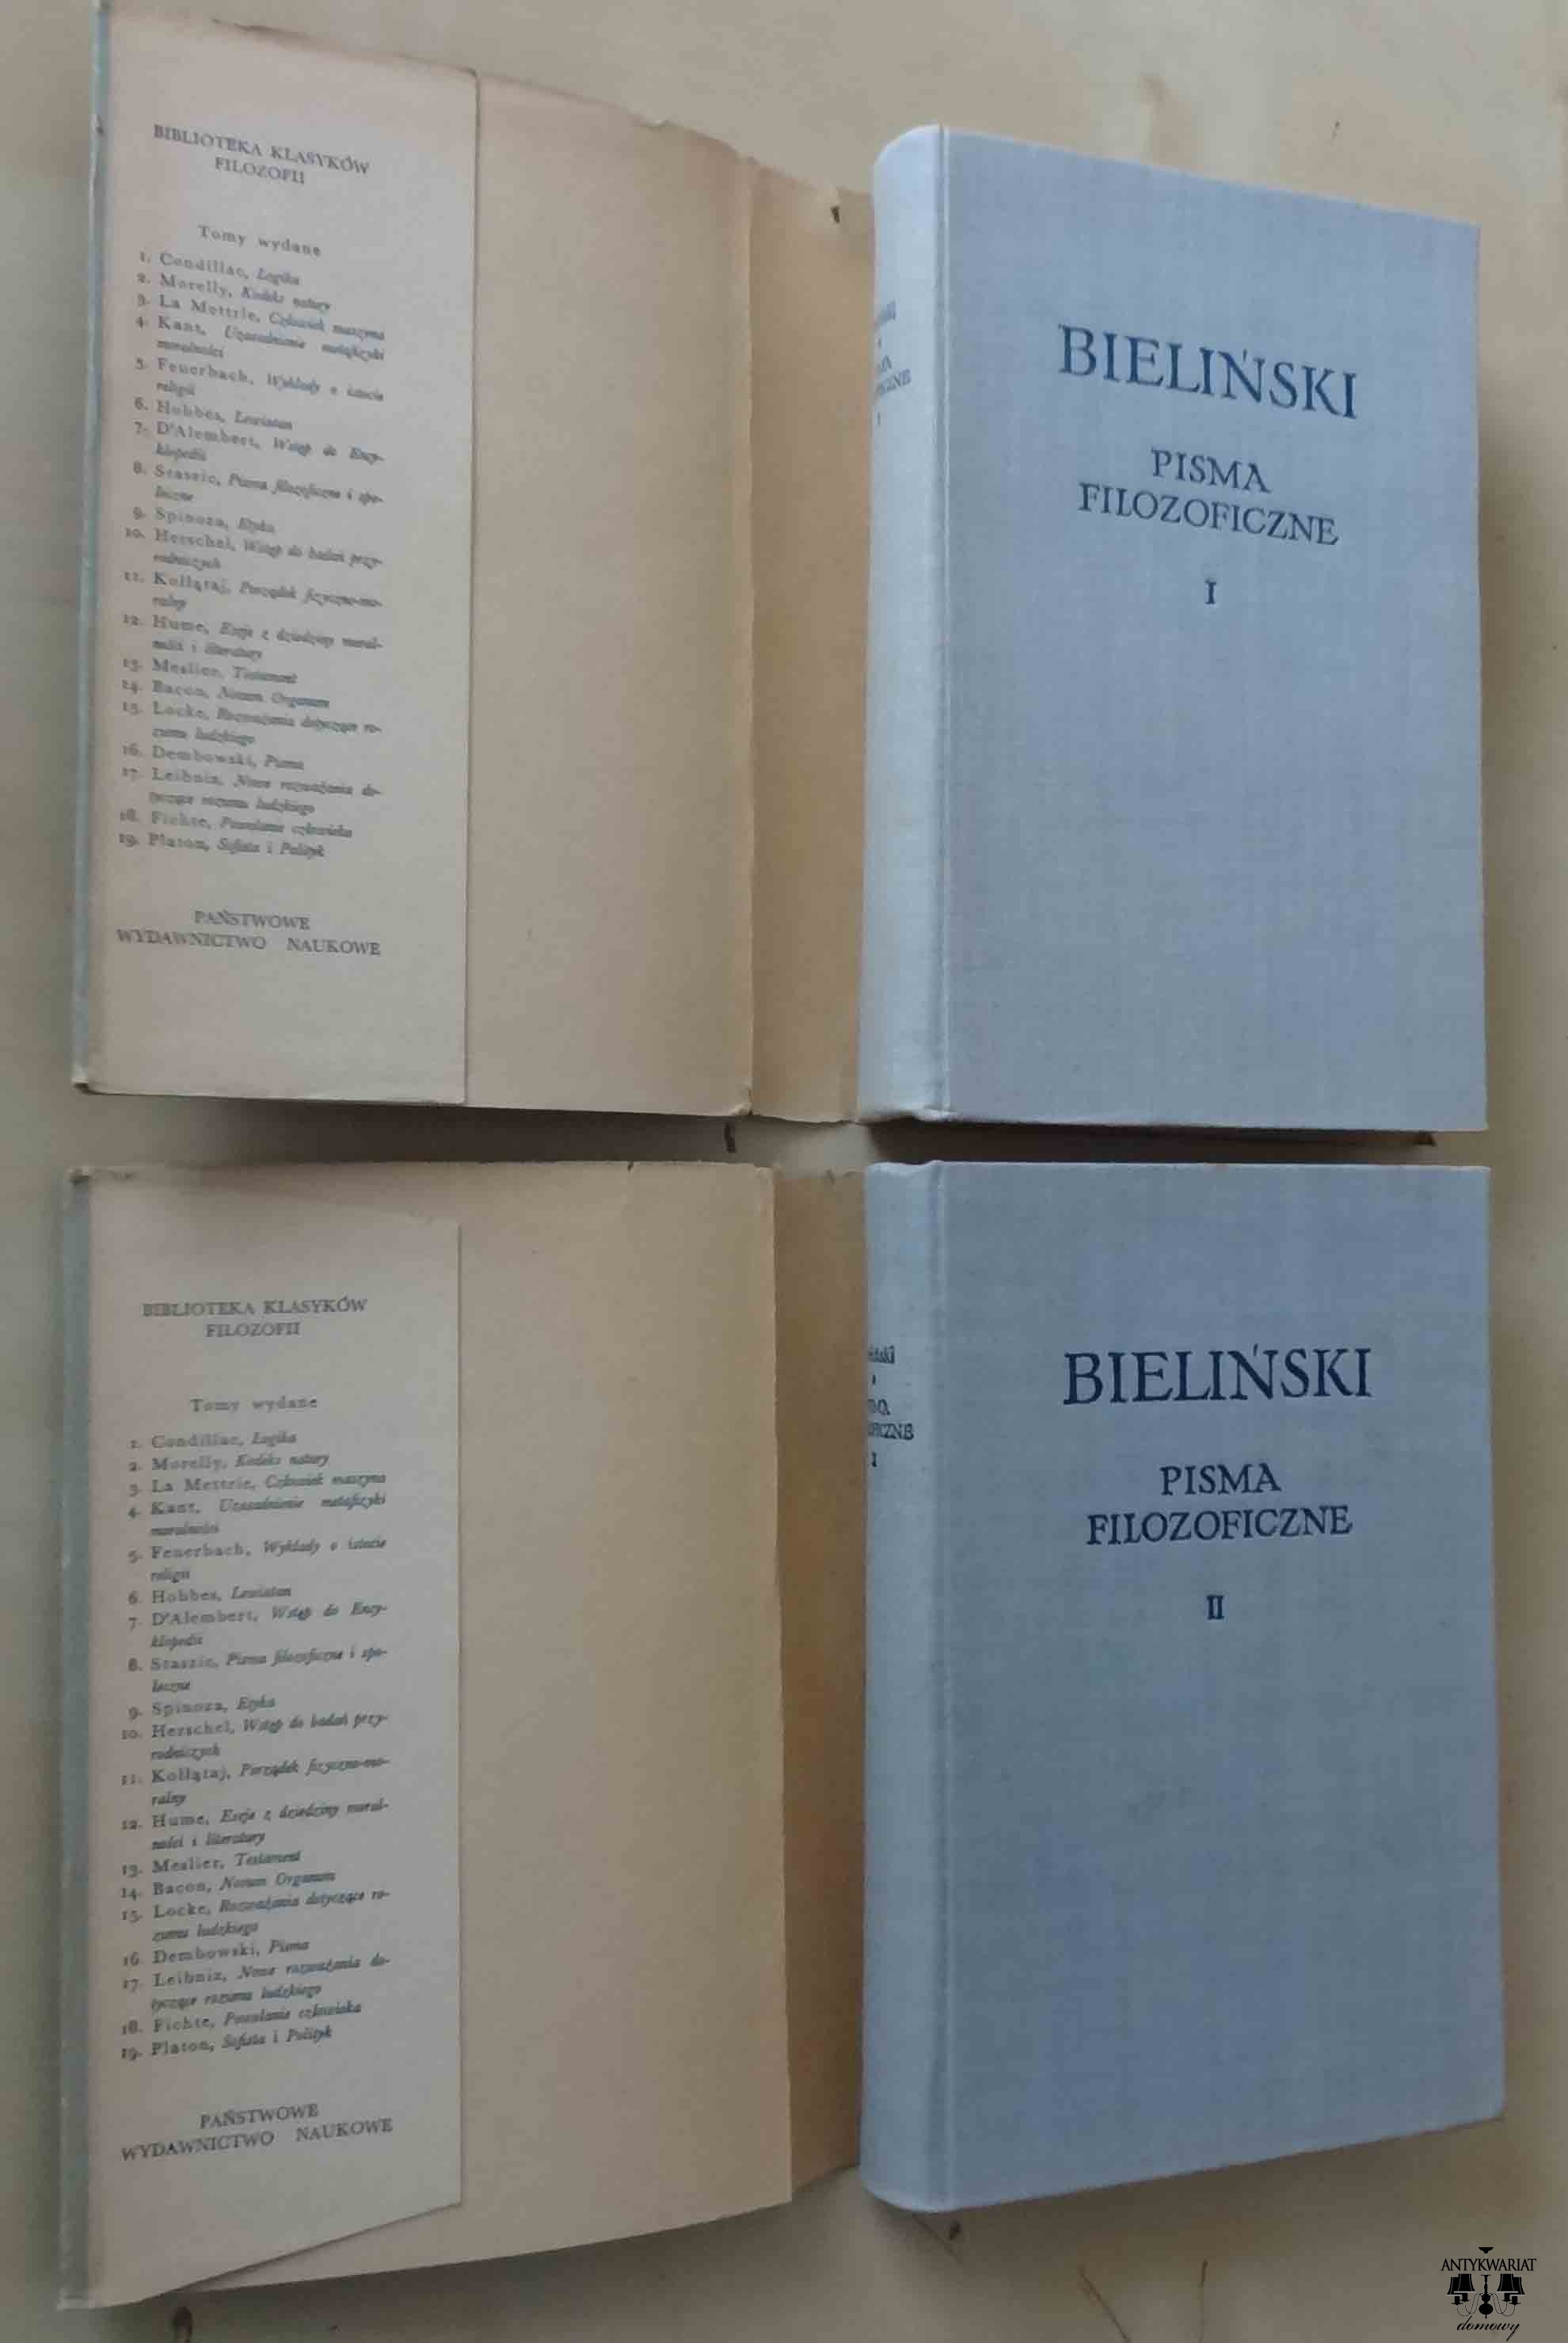 BIBLIOTEKA KLASYKÓW
FILOZOFII
Tomy wydane
1. Condillac, Logika
2. Morelly, Kodeks natury
3. La Mettrie, Człowiek maszyna
4. Kant, Uzasadnienie metafizyki
moralności
5. Feuerbach, Wykłady o istocie
religii
6. Hobbes, Lewiatan
7. D'Alembert, Wstęp do Ency-
klopedii
8. Staszic, Pisma filozoficzne i spo-
łeczne
9. Spinoza, Etyka
10. Herschel, Wstęp do badań przy-
rodniczych
11. Kołłątaj, Porządek fizyczno-mo-
ralny
12. Hume, Eseje z dziedziny moral-
ności i literatury
13. Meslier, Testament
14. Bacon, Novum Organum
15. Locke, Rozważania dotyczące ro-
zumu ludzkiego
16. Dembowski, Pisma
17. Leibniz, Nowe rozważania do-
tyczące rozumu ludzkiego
18. Fichte, Powołanie człowieka
19. Platon, Sofista i Polityk
PAŃSTWOWE
WYDAWNICTWO NAUKOWE
BIELIŃSKI
PISMA
FILOZOFICZNE
I
BIBLIOTEKA KLASYKÓW
FILOZOFII
Tomy wydane
1. Condillac, Logika
2. Morelly, Kodeks natury
3. La Mettrie, Człowiek maszyna
4. Kant, Uzasadnienie metafizyki
moralności
5. Feuerbach, Wykłady o istocie
religii
6. Hobbes, Lewiatan
7. D'Alembert, Wstęp do Ency-
klopedii
8. Staszic, Pisma filozoficzne i spo-
łeczne
9. Spinoza, Etyka
10. Herschel, Wstęp do badań przy-
rodniczych
11. Kołłątaj, Porządek fizyczno-mo-
ralny
12. Hume, Eseje z dziedziny moral-
ności i literatury
13. Meslier, Testament
14. Bacon, Novum Organum
15. Locke, Rozważania dotyczące ro-
zumu ludzkiego
16. Dembowski, Pisma
17. Leibniz, Nowe rozważania do-
tyczące rozumu ludzkiego
18. Fichte, Powołanie człowieka
19. Platon, Sofista i Polityk
PAŃSTWOWE
WYDAWNICTWO NAUKOWE
BIELIŃSKI
PISMA
FILOZOFICZNE
II
ANTYKWARIAT
domowy